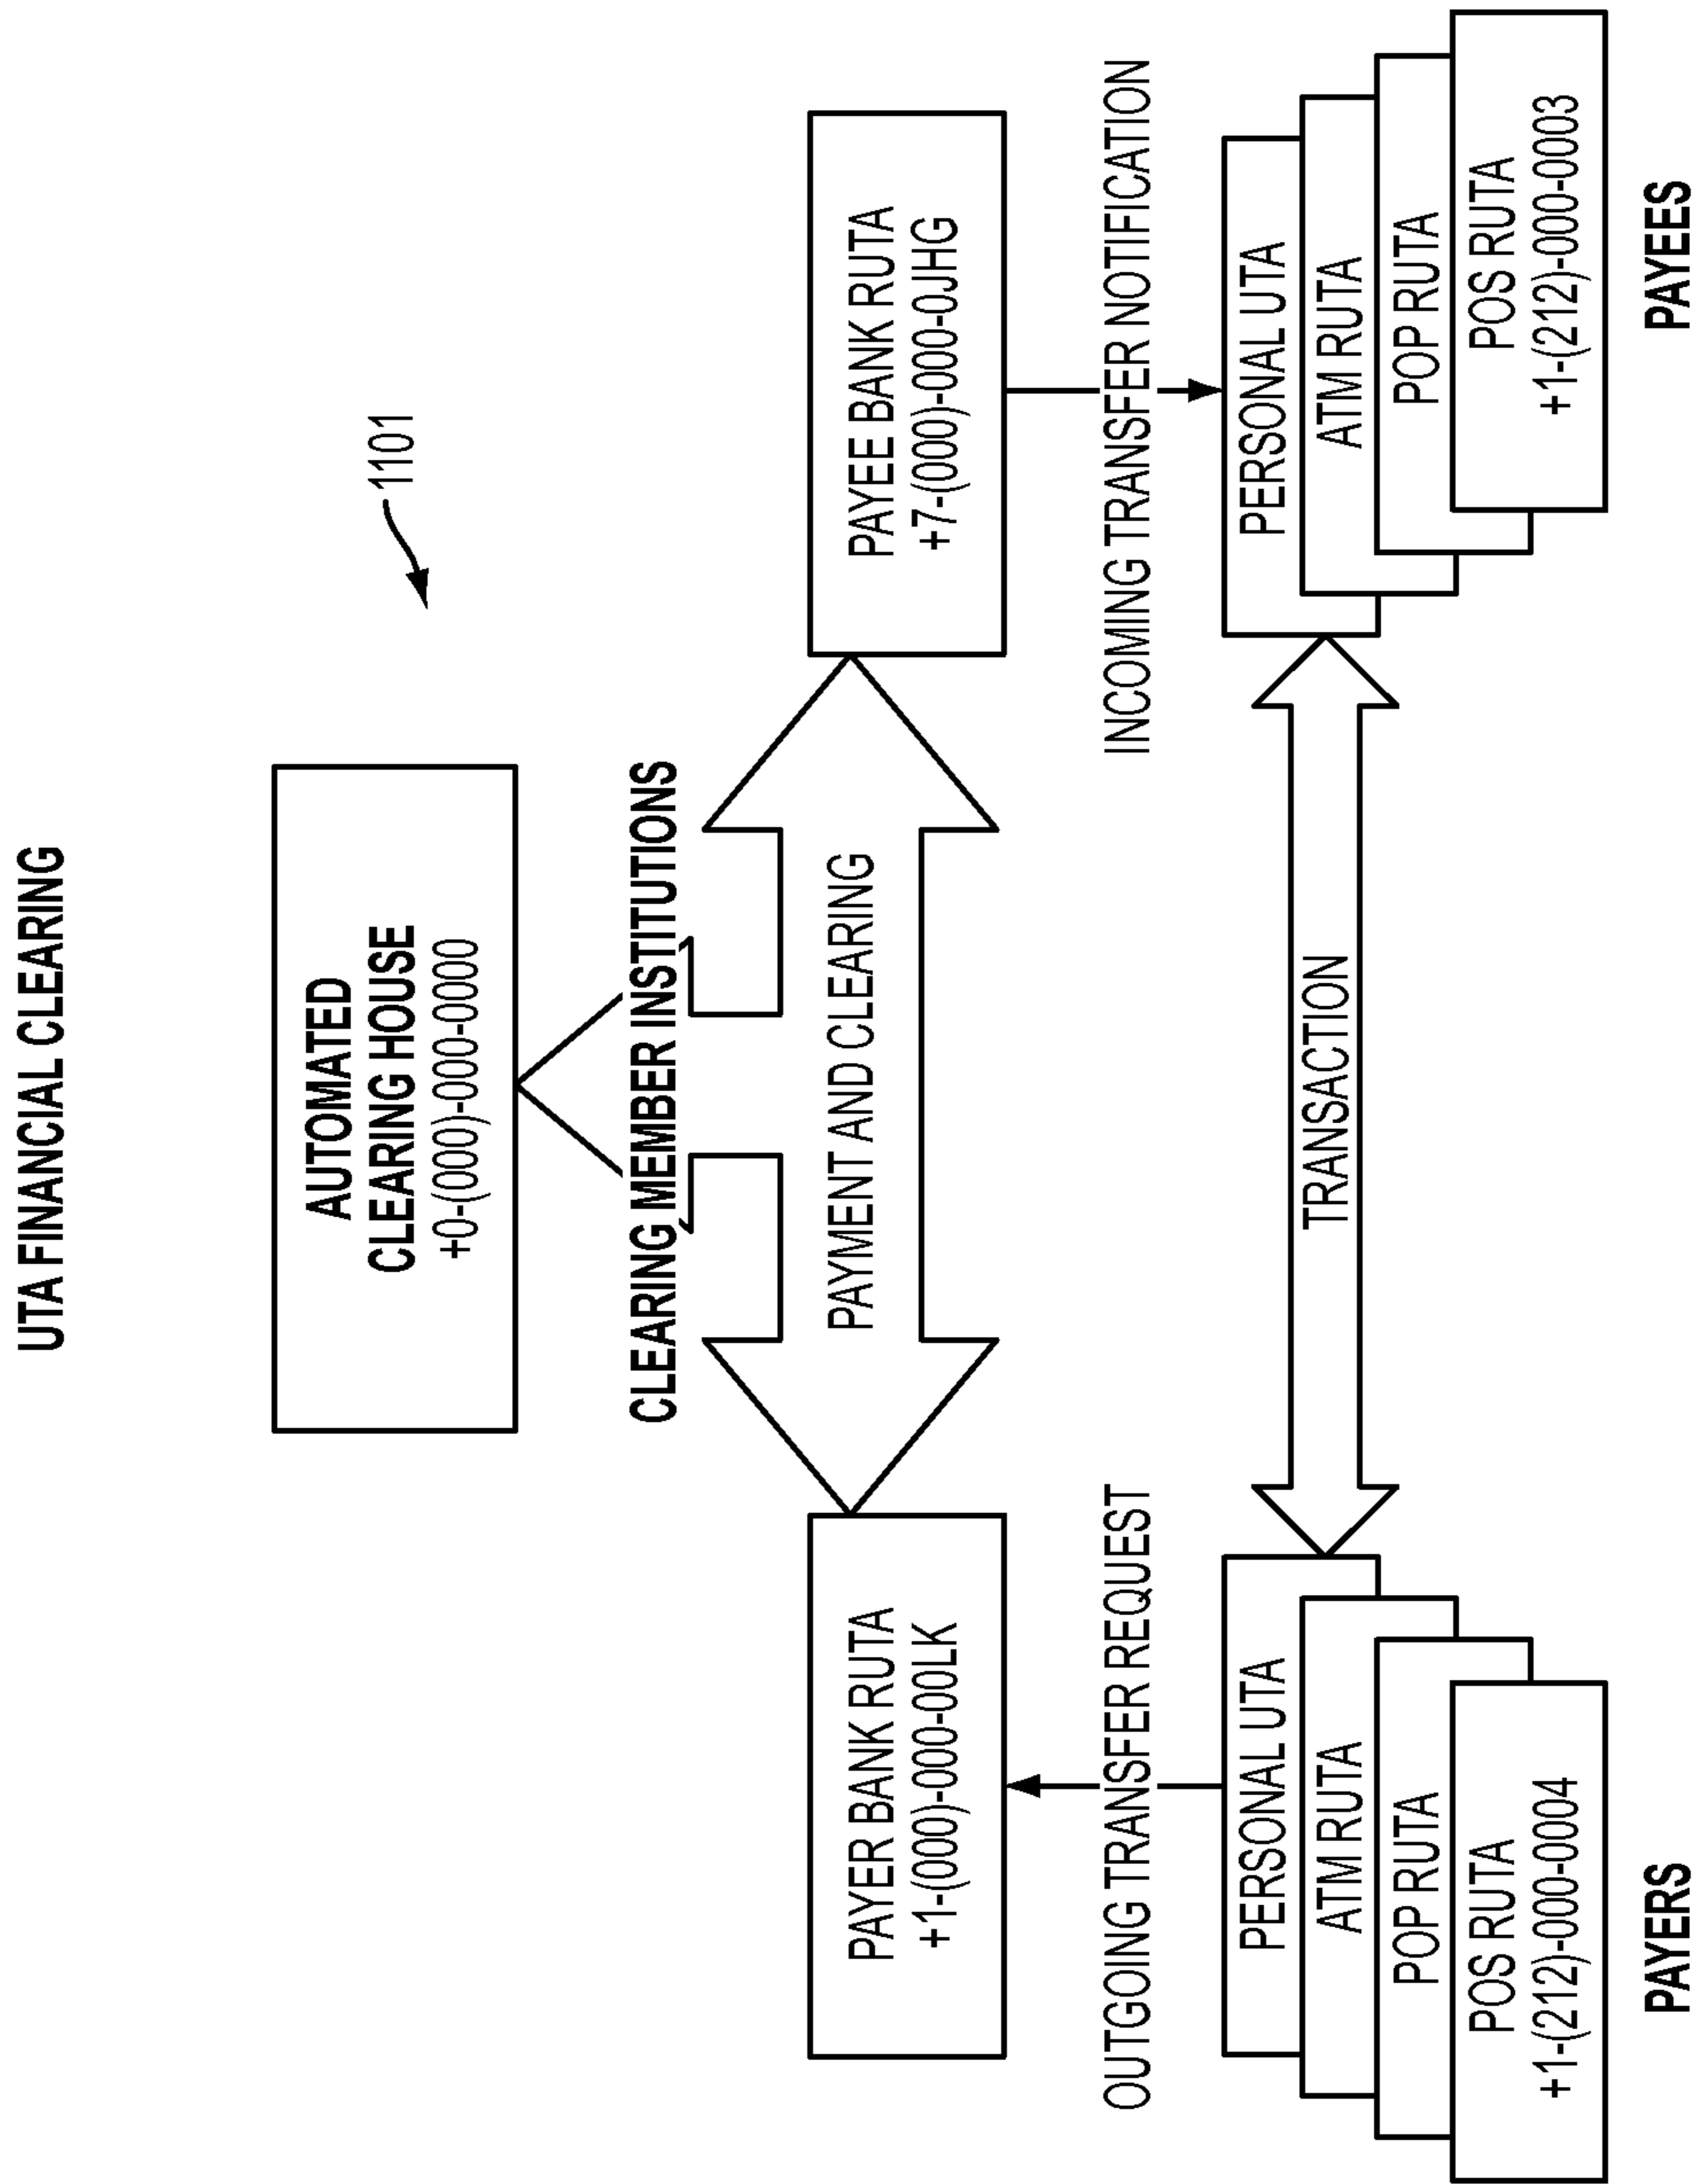 UTA FINANCIAL CLEARING
1101
AUTOMATED
CLEARING HOUSE
+0-(000)-000-0000
CLEARING MEMBER INSTITUTIONS
PAYER BANK RUTA
+1-(000)-000-00LK
PAYMENT AND CLEARING
PAYEE BANK RUTA
+7-(000)-000-0JHG
OUTGOING TRANSFER REQUEST
INCOMING TRANSFER NOTIFICATION
PERSONAL UTA
ATM RUTA
POP RUTA
POS RUTA
+1-(212)-000-0004
TRANSACTION
PERSONAL UTA
ATM RUTA
POP RUTA
POS RUTA
+1-(212)-000-0003
PAYERS
PAYEES